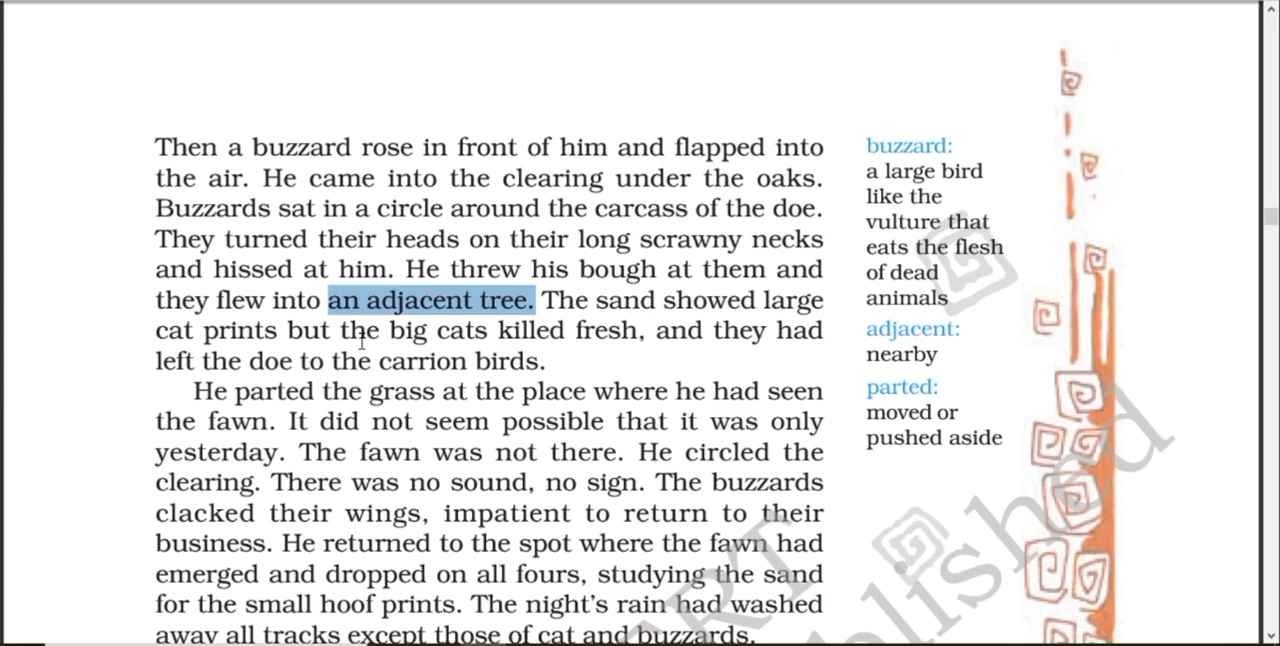 Then a buzzard rose in front of him and flapped into
the air. He came into the clearing under the oaks.
Buzzards sat in a circle around the carcass of the doe.
They turned their heads on their long scrawny necks
and hissed at him. He threw his bough at them and
they flew into an adjacent tree. The sand showed large
cat prints but the big cats killed fresh, and they had
left the doe to the carrion birds.
He parted the grass at the place where he had seen
the fawn. It did not seem possible that it was only
yesterday. The fawn was not there. He circled the
clearing. There was no sound, no sign. The buzzards
clacked their wings, impatient to return to their
business. He returned to the spot where the fawn had
emerged and dropped on all fours, studying the sand
for the small hoof prints. The night's rain had washed
away all tracks except those of cat and buzzards.
buzzard:
a large bird
like the
vulture that
eats the flesh
of dead
animals
adjacent:
nearby
parted:
moved or
pushed aside